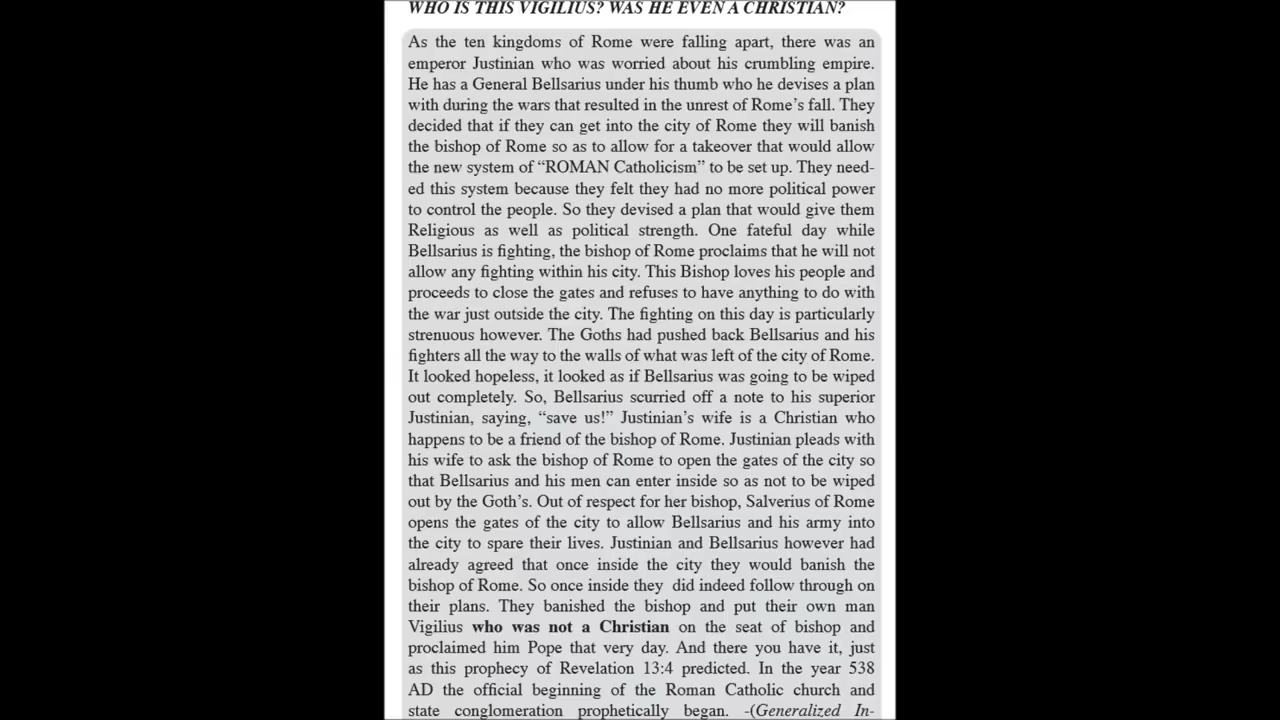 WHO IS THIS VIGILIUS? WAS HE EVEN A CHRISTIAN?
As the ten kingdoms of Rome were falling apart, there was an
emperor Justinian who was worried about his crumbling empire.
He has a General Bellsarius under his thumb who he devises a plan
with during the wars that resulted in the unrest of Rome's fall. They
decided that if they can get into the city of Rome they will banish
the bishop of Rome so as to allow for a takeover that would allow
the new system of “ROMAN Catholicism” to be set up. They need-
ed this system because they felt they had no more political power
to control the people. So they devised a plan that would give them
Religious as well as political strength. One fateful day while
Bellsarius is fighting, the bishop of Rome proclaims that he will not
allow any fighting within his city. This Bishop loves his people and
proceeds to close the gates and refuses to have anything to do with
the war just outside the city. The fighting on this day is particularly
strenuous however. The Goths had pushed back Bellsarius and his
fighters all the way to the walls of what was left of the city of Rome.
It looked hopeless, it looked as if Bellsarius was going to be wiped
out completely. So, Bellsarius scurried off a note to his superior
Justinian, saying, “save us!” Justinian's wife is a Christian who
happens to be a friend of the bishop of Rome. Justinian pleads with
his wife to ask the bishop of Rome to open the gates of the city so
that Bellsarius and his men can enter inside so as not to be wiped
out by the Goth's. Out of respect for her bishop, Salverius of Rome
opens the gates of the city to allow Bellsarius and his army into
the city to spare their lives. Justinian and Bellsarius however had
already agreed that once inside the city they would banish the
bishop of Rome. So once inside they did indeed follow through on
their plans. They banished the bishop and put their own man
Vigilius who was not a Christian on the seat of bishop and
proclaimed him Pope that very day. And there you have it, just
as this prophecy of Revelation 13:4 predicted. In the year 538
AD the official beginning of the Roman Catholic church and
state conglomeration prophetically began. -(Generalized In-